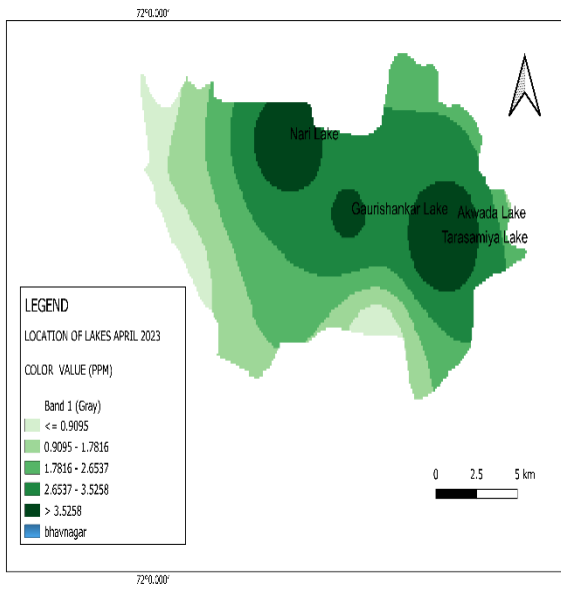 72°0.000'
Nari Lake
Gaurishankar Lake
Akwada Lake
Tarasamiya Lake
LEGEND
LOCATION OF LAKES APRIL 2023
COLOR VALUE (PPM)
Band 1 (Gray)
<= 0.9095
0.9095 - 1.7816
1.7816 - 2.6537
2.6537 - 3.5258
> 3.5258
bhavnagar
0 2.5 5 km
72°0.000'